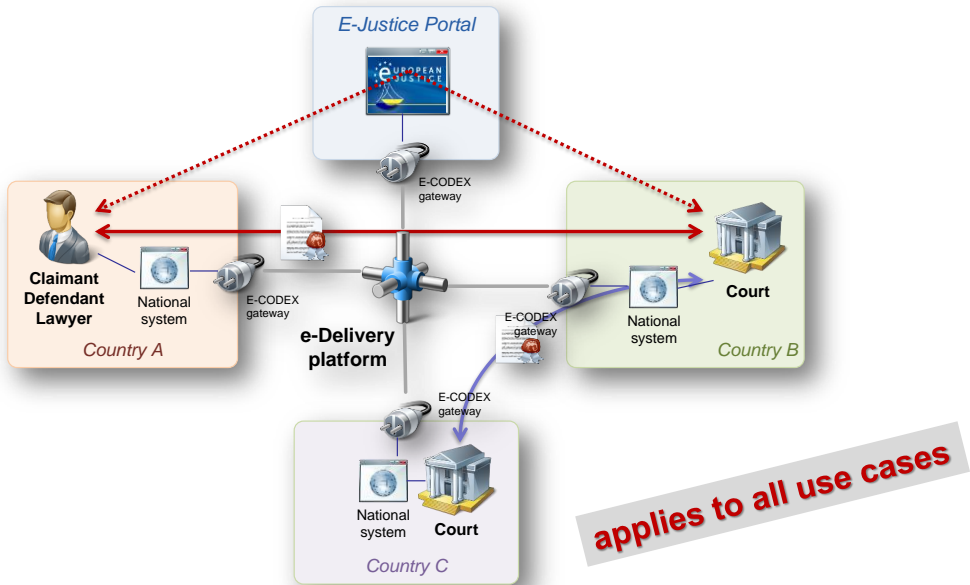 E-Justice Portal
EUROPEAN
JUSTICE
E-CODEX
gateway
Claimant
Defendant
Lawyer
National
system
E-CODEX
gateway
Country A
e-Delivery
platform
E-CODEX
gateway
National
system
Court
Country B
E-CODEX
gateway
National
system
Court
Country C
applies to all use cases